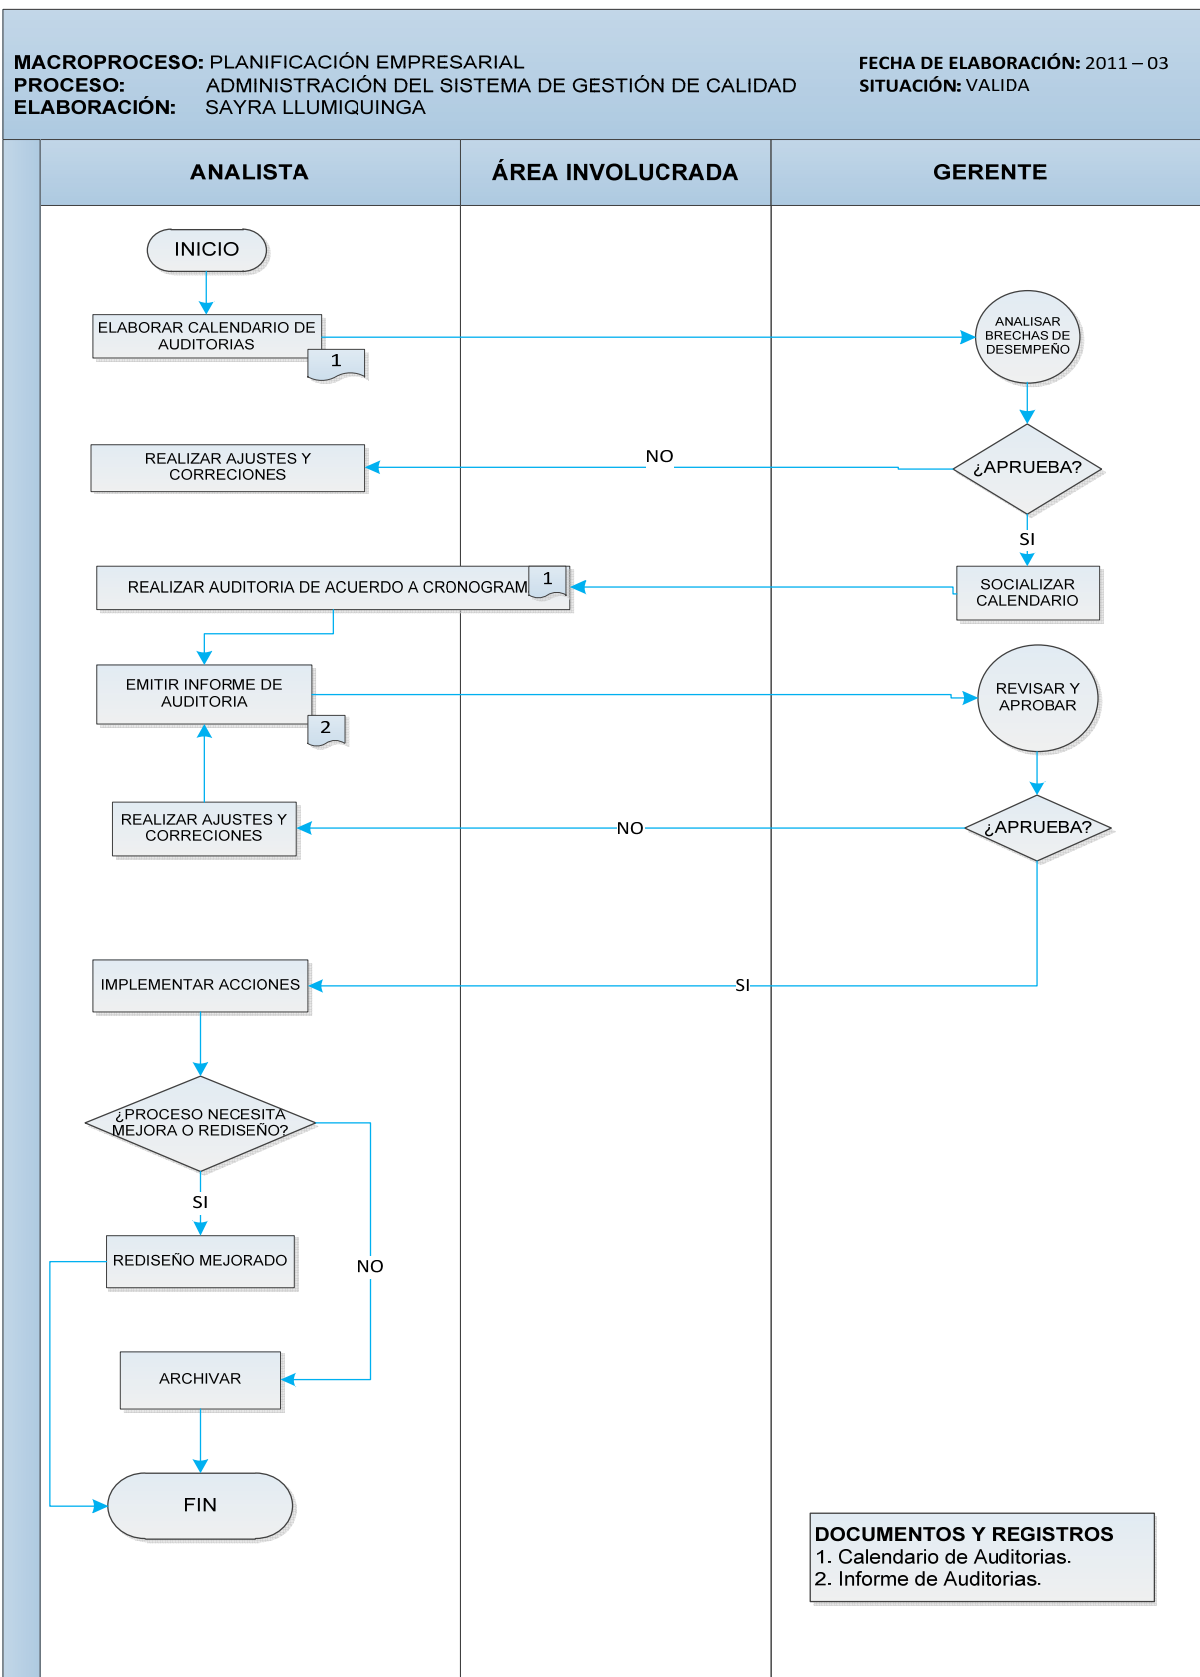 MACROPROCESO: PLANIFICACIÓN EMPRESARIAL
FECHA DE ELABORACIÓN: 2011 – 03
PROCESO: ADMINISTRACIÓN DEL SISTEMA DE GESTIÓN DE CALIDAD
SITUACIÓN: VALIDA
ELABORACIÓN: SAYRA LLUMIQUINGA
ANALISTA
ÁREA INVOLUCRADA
GERENTE
INICIO
ELABORAR CALENDARIO DE
AUDITORIAS
1
ANALISAR
BRECHAS DE
DESEMPEÑO
REALIZAR AJUSTES Y
CORRECIONES
NO
¿APRUEBA?
SI
REALIZAR AUDITORIA DE ACUERDO A CRONOGRAM
1
SOCIALIZAR
CALENDARIO
EMITIR INFORME DE
AUDITORIA
2
REVISAR Y
APROBAR
REALIZAR AJUSTES Y
CORRECIONES
NO
¿APRUEBA?
IMPLEMENTAR ACCIONES
SI
¿PROCESO NECESITA
MEJORA O REDISEÑO?
SI
REDISEÑO MEJORADO
NO
ARCHIVAR
FIN
DOCUMENTOS Y REGISTROS
1. Calendario de Auditorias.
2. Informe de Auditorias.